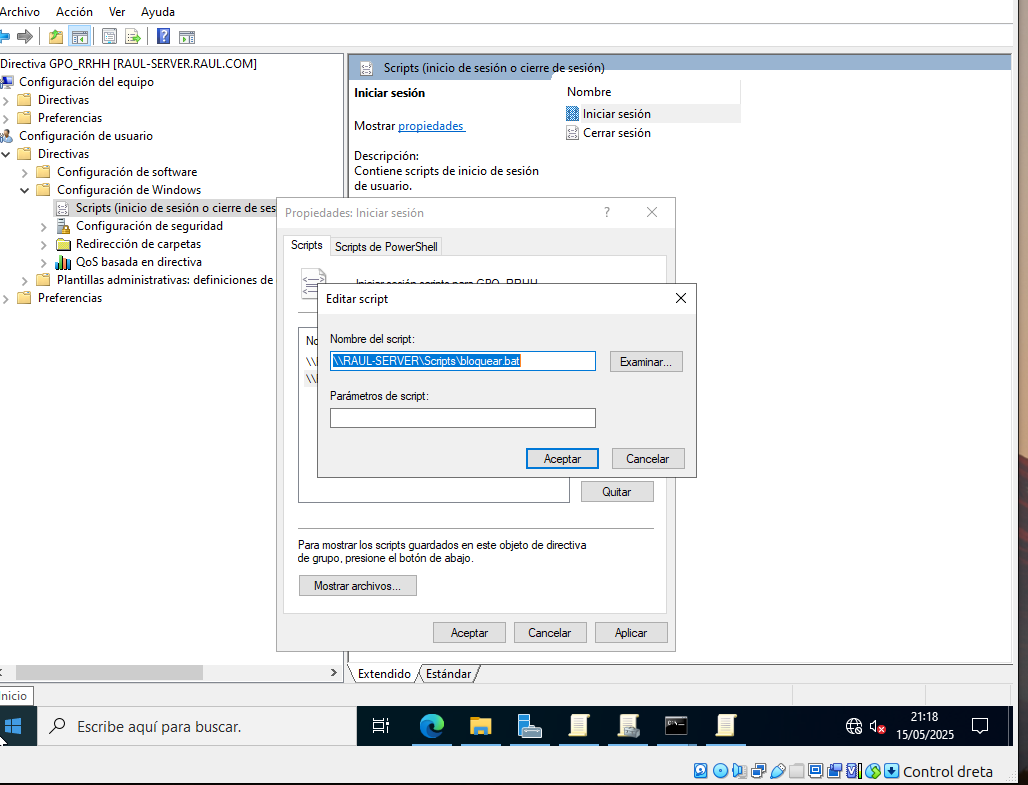 Archivo Acción Ver Ayuda
Directiva GPO_RRHH [RAUL-SERVER.RAUL.COM]
Configuración del equipo
Directivas
Preferencias
Configuración de usuario
Directivas
Configuración de software
Configuración de Windows
Scripts (inicio de sesión o cierre de ses
Configuración de seguridad
Redirección de carpetas
QoS basada en directiva
Plantillas administrativas: definiciones de
Preferencias
Scripts (inicio de sesión o cierre de sesión)
Iniciar sesión
Mostrar propiedades
Descripción:
Contiene scripts de inicio de sesión
de usuario.
Nombre
Iniciar sesión
Cerrar sesión
Propiedades: Iniciar sesión
Scripts Scripts de PowerShell
Iniciar sesión scripts para GPO_RRHH
Editar script
Nombre del script:
\\RAUL-SERVER\Scripts\bloquear.bat
Examinar...
Parámetros de script:
Aceptar Cancelar
Quitar
Para mostrar los scripts guardados en este objeto de directiva
de grupo, presione el botón de abajo.
Mostrar archivos...
Aceptar Cancelar Aplicar
Extendido Estándar
Inicio
Escribe aquí para buscar.
21:18
15/05/2025
Control dreta